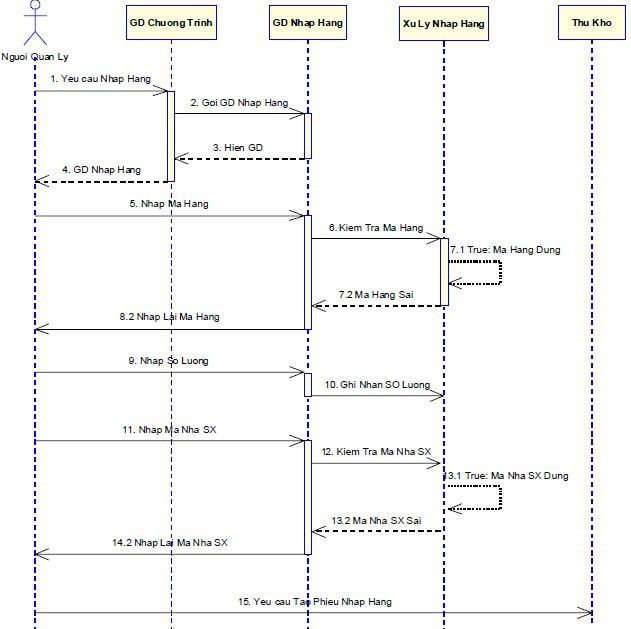 GD Chuong Trinh
GD Nhap Hang
Xu Ly Nhap Hang
Thu Kho
Nguoi Quan Ly
1. Yeu cau Nhap Hang
2. Goi GD Nhap Hang
3. Hien GD
4. GD Nhap Hang
5. Nhap Ma Hang
6. Kiem Tra Ma Hang
7.1 True: Ma Hang Dung
7.2 Ma Hang Sai
8.2 Nhap Lai Ma Hang
9. Nhap So Luong
10. Ghi Nhan SO Luong
11. Nhap Ma Nha SX
12. Kiem Tra Ma Nha SX
13.1 True: Ma Nha SX Dung
13.2 Ma Nha SX Sai
14.2 Nhap Lai Ma Nha SX
15. Yeu cau Tao Phieu Nhap Hang